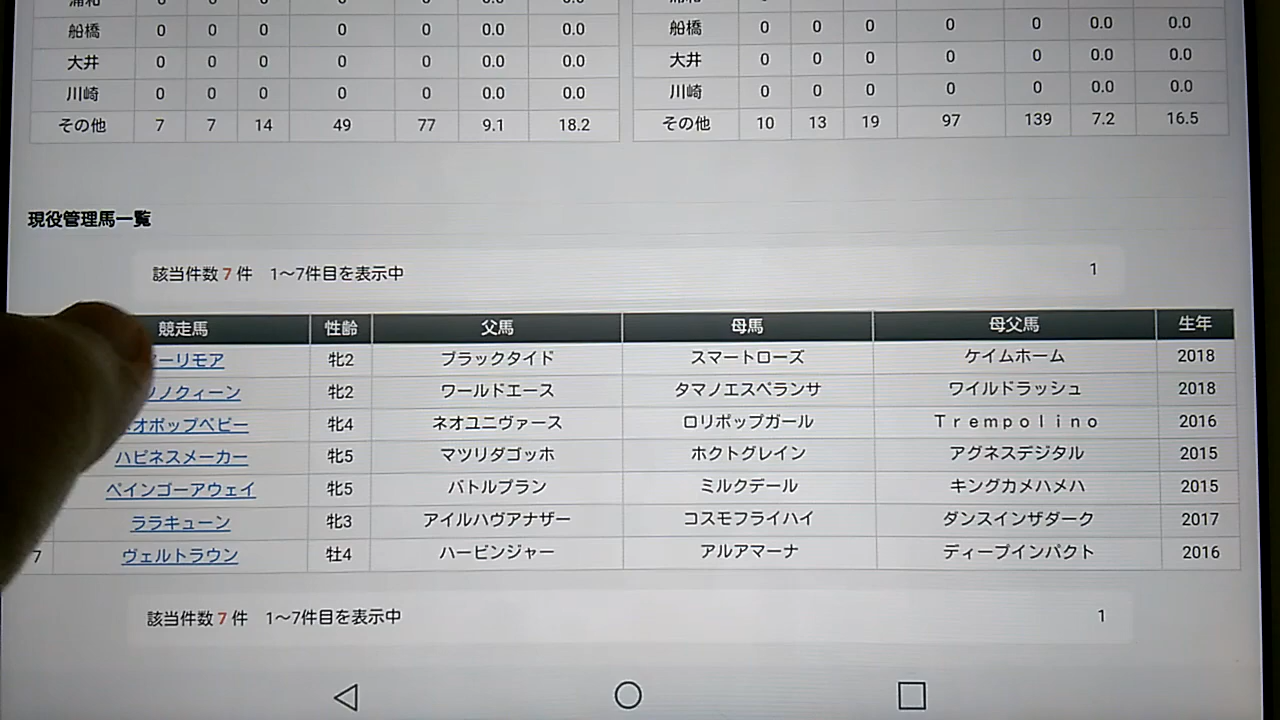 船橋 0 0 0 0 0 0.0 0.0 船橋 0 0 0 0 0 0.0 0.0
大井 0 0 0 0 0 0.0 0.0 大井 0 0 0 0 0 0.0 0.0
川崎 0 0 0 0 0 0.0 0.0 川崎 0 0 0 0 0 0.0 0.0
その他 7 7 14 49 77 9.1 18.2 その他 10 13 19 97 139 7.2 16.5
現役管理馬一覧
該当件数 7 件 1～7件目を表示中 1
競走馬 性齢 父馬 母馬 母父馬 生年
ーリモア 牝2 ブラックタイド スマートローズ ケイムホーム 2018
ノクィーン 牝2 ワールドエース タマノエスペランサ ワイルドラッシュ 2018
オポップベビー 牝4 ネオユニヴァース ロリポップガール Ｔｒｅｍｐｏｌｉｎｏ 2016
ハピネスメーカー 牝5 マツリダゴッホ ホクトグレイン アグネスデジタル 2015
ペインゴーアウェイ 牝5 バトルプラン ミルクデール キングカメハメハ 2015
ララキューン 牝3 アイルハヴアナザー コスモフライハイ ダンスインザダーク 2017
7 ヴェルトラウン 牡4 ハービンジャー アルアマーナ ディープインパクト 2016
該当件数 7 件 1～7件目を表示中 1